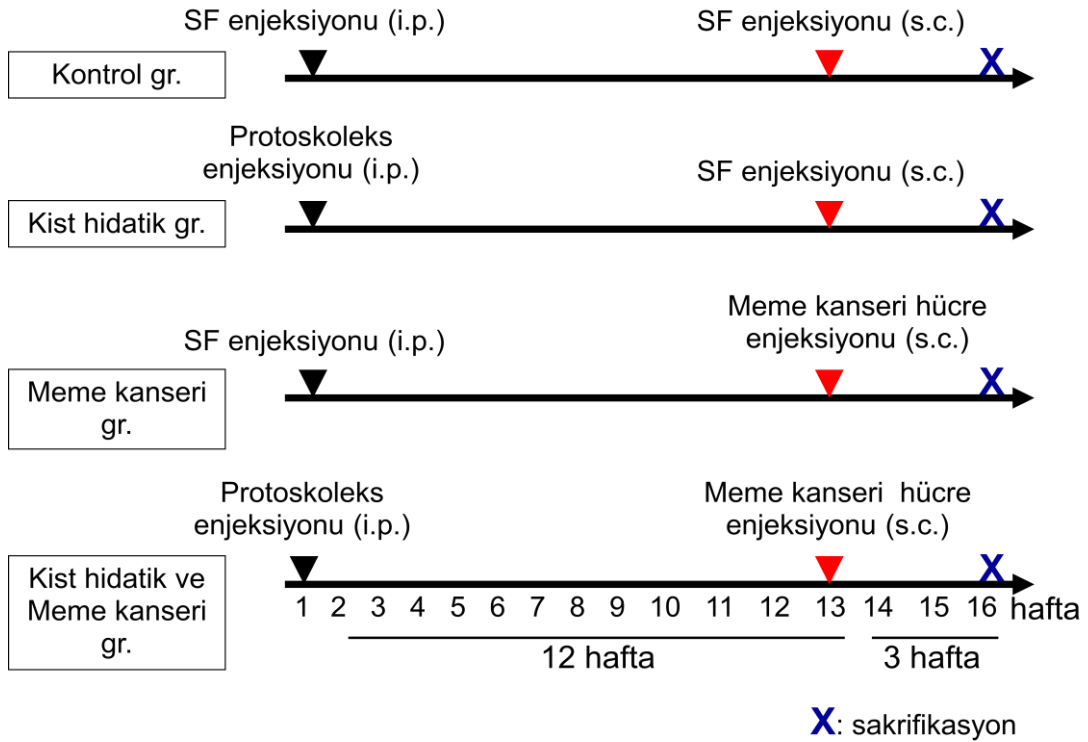 SF enjeksiyonu (i.p.)
SF enjeksiyonu (s.c.)
Kontrol gr.
X
Protoskoleks
enjeksiyonu (i.p.)
SF enjeksiyonu (s.c.)
Kist hidatik gr.
X
SF enjeksiyonu (i.p.)
Meme kanseri hücre
enjeksiyonu (s.c.)
Meme kanseri
gr.
X
Protoskoleks
enjeksiyonu (i.p.)
Meme kanseri hücre
enjeksiyonu (s.c.)
Kist hidatik ve
Meme kanseri
gr.
X
1 2 3 4 5 6 7 8 9 10 11 12 13 14 15 16 hafta
12 hafta
3 hafta
X: sakrifikasyon